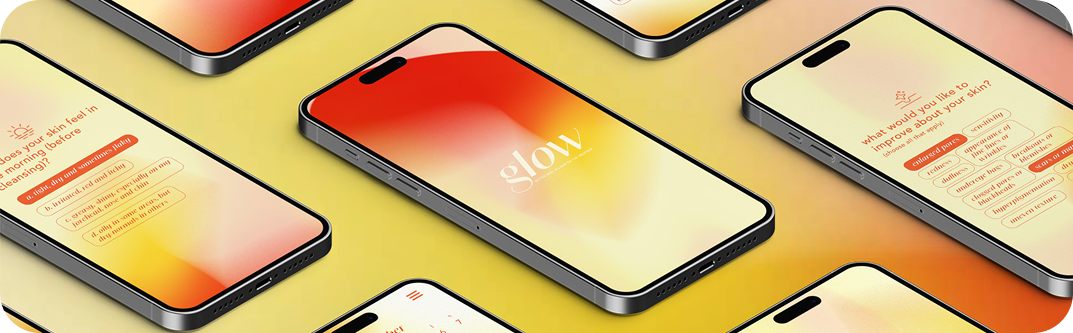 does your skin feel in
morning (before
cleansing)?
a. tight, dry and sometimes flaky
b. irritated, red and itchy
c. greasy, shiny, especially on my
forehead, nose and chin
d. oily in some areas, but
dry/normal in others
glow
what would you like to
improve about your skin?
(choose all that apply)
enlarged pores
sensitivity
redness
appearance of
fine lines or
wrinkles
dullness
undereye bags
breakouts or
blemishes
clogged pores or
blackheads
scars or
hyperpigmentation
uneven texture
6
7